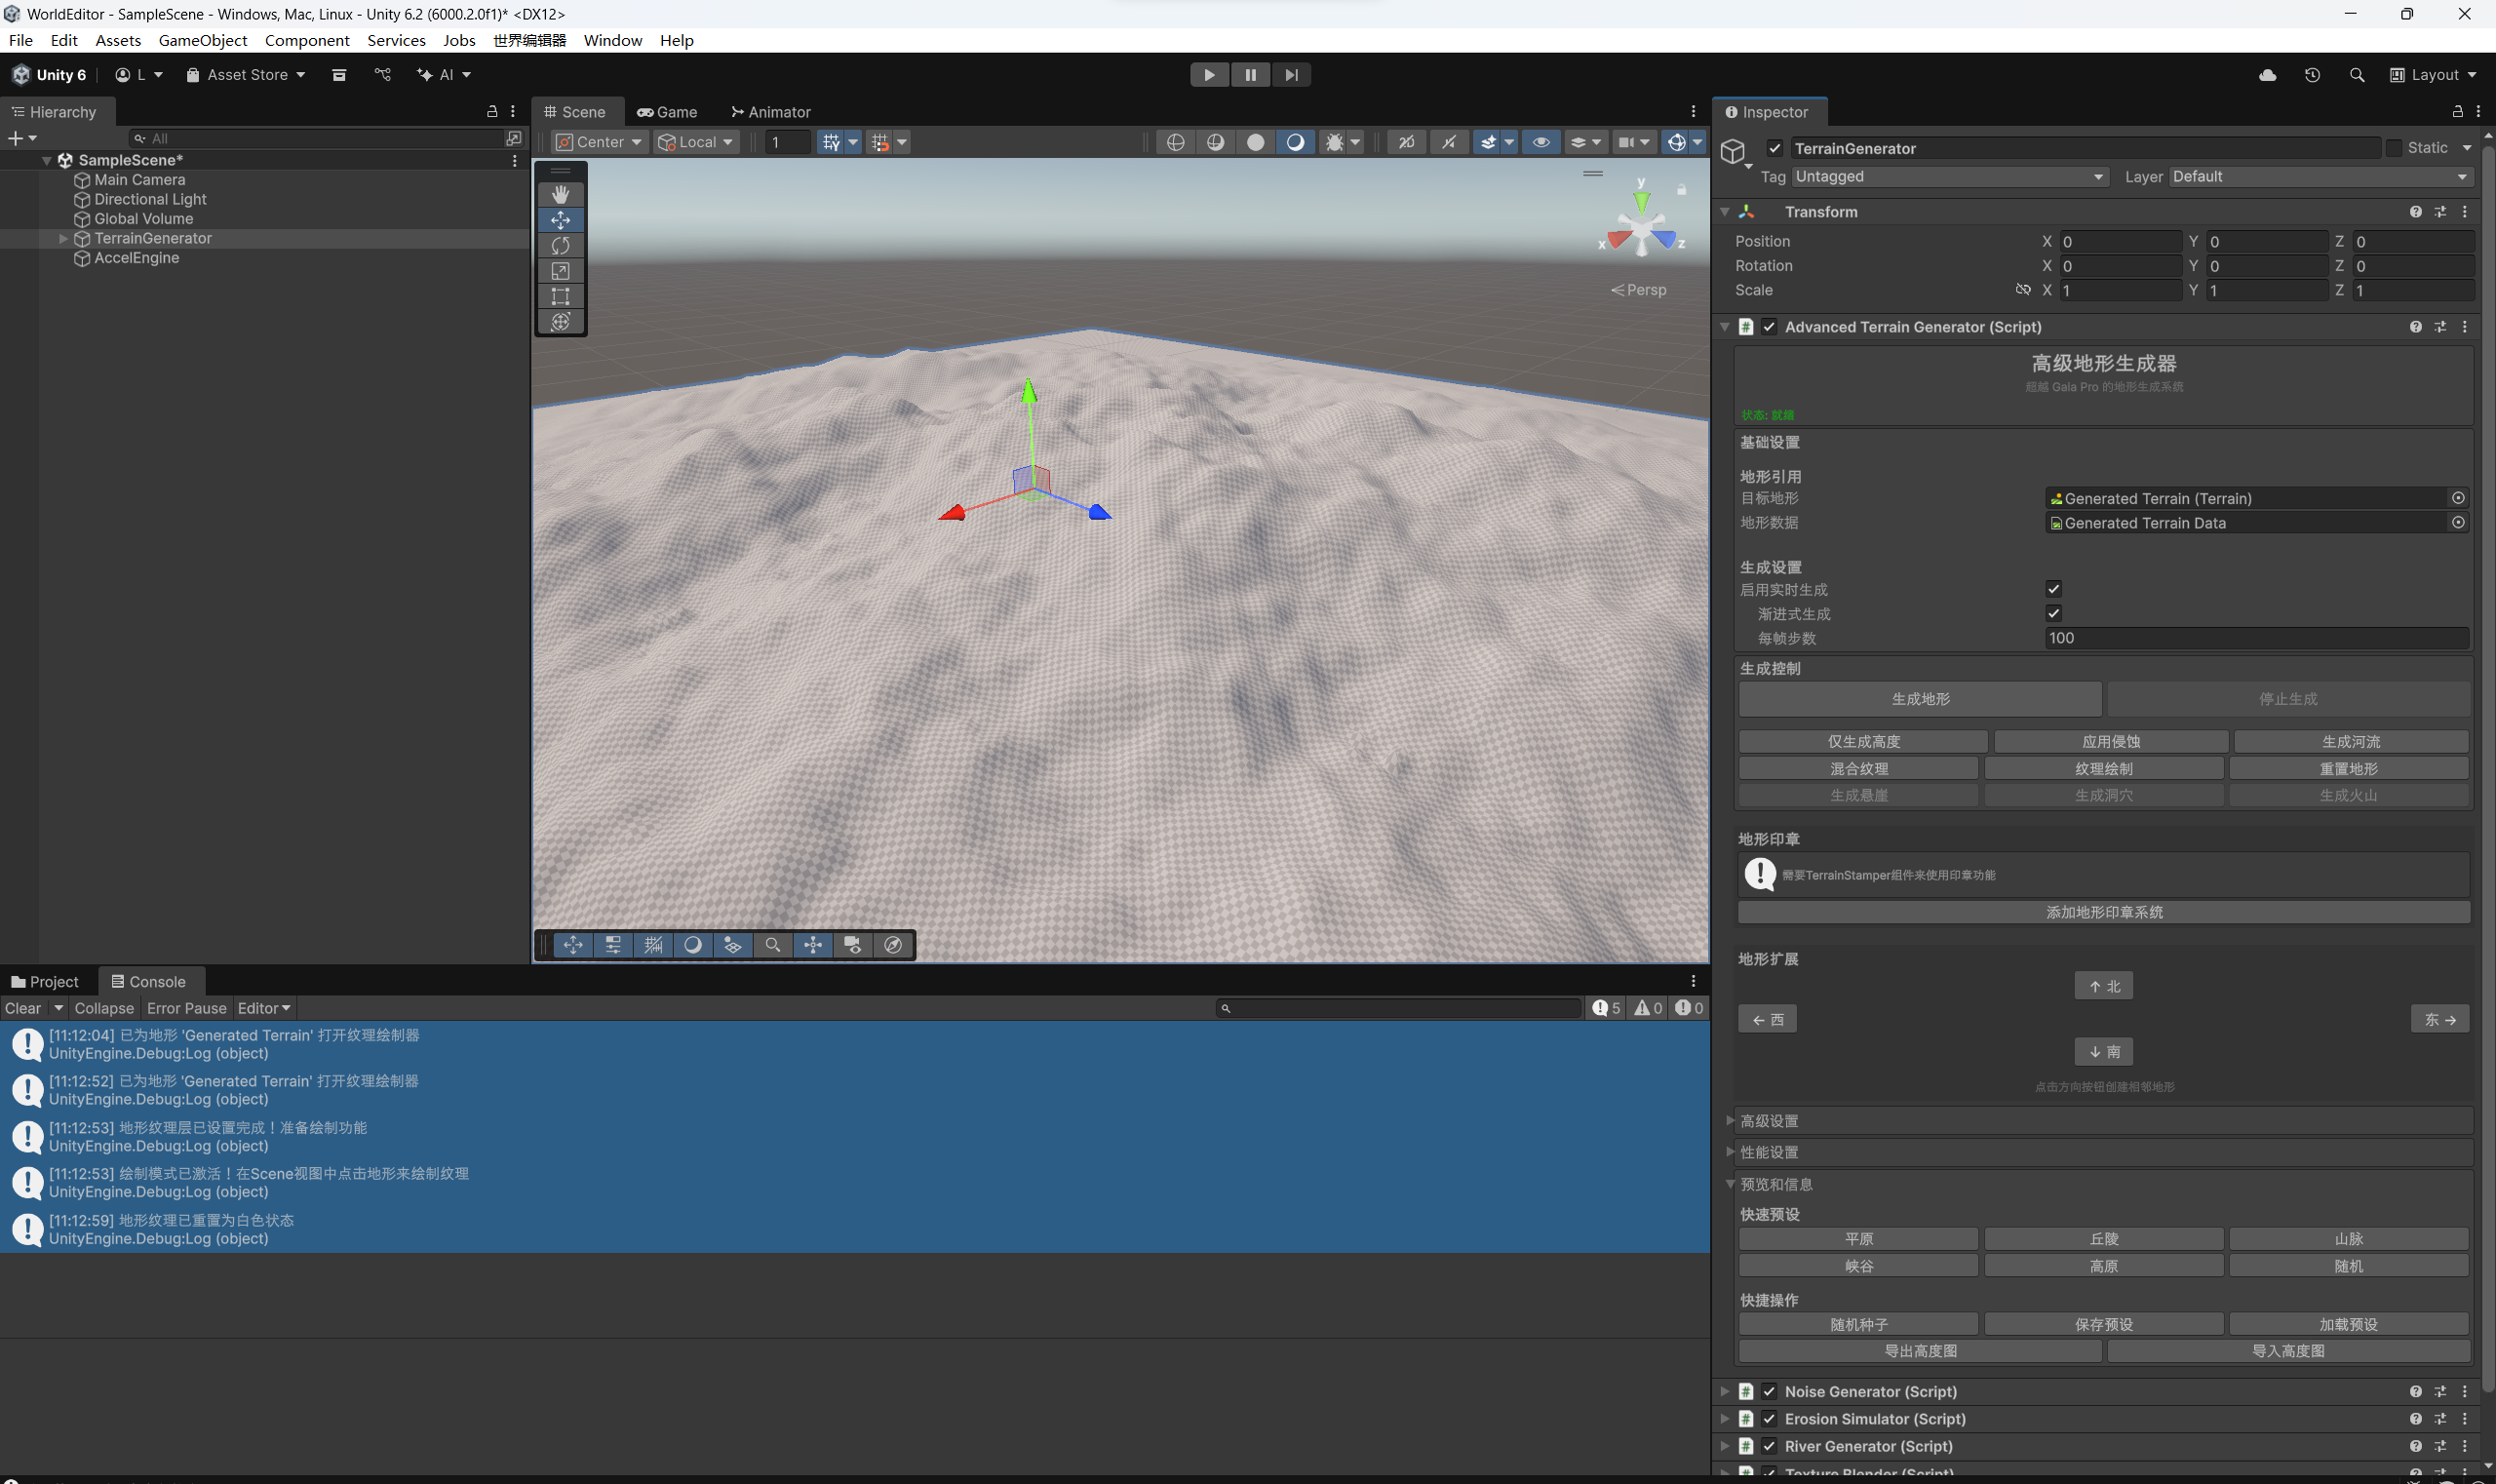 WorldEditor - SampleScene - Windows, Mac, Linux - Unity 6.2 (6000.2.0f1)* <DX12>
File Edit Assets GameObject Component Services Jobs 世界编辑器 Window Help
Unity 6 L Asset Store AI Layout
Hierarchy
All
SampleScene*
Main Camera
Directional Light
Global Volume
TerrainGenerator
AccelEngine
Scene Game Animator
Center Local 1 2D
y
x z
Persp
Project Console
Clear Collapse Error Pause Editor 5 0 0
[11:12:04] 已为地形 'Generated Terrain' 打开纹理绘制器
UnityEngine.Debug:Log (object)
[11:12:52] 已为地形 'Generated Terrain' 打开纹理绘制器
UnityEngine.Debug:Log (object)
[11:12:53] 地形纹理层已设置完成！准备绘制功能
UnityEngine.Debug:Log (object)
[11:12:53] 绘制模式已激活！在Scene视图中点击地形来绘制纹理
UnityEngine.Debug:Log (object)
[11:12:59] 地形纹理已重置为白色状态
UnityEngine.Debug:Log (object)
Inspector
TerrainGenerator Static
Tag Untagged Layer Default
Transform
Position X 0 Y 0 Z 0
Rotation X 0 Y 0 Z 0
Scale X 1 Y 1 Z 1
Advanced Terrain Generator (Script)
高级地形生成器
超越 Gaia Pro 的地形生成系统
状态: 就绪
基础设置
地形引用
目标地形 Generated Terrain (Terrain)
地形数据 Generated Terrain Data
生成设置
启用实时生成
渐进式生成
每帧步数 100
生成控制
生成地形 停止生成
仅生成高度 应用侵蚀 生成河流
混合纹理 纹理绘制 重置地形
生成悬崖 生成洞穴 生成火山
地形印章
需要TerrainStamper组件来使用印章功能
添加地形印章系统
地形扩展
↑ 北
← 西 东 →
↓ 南
点击方向按钮创建相邻地形
高级设置
性能设置
预览和信息
快速预设
平原 丘陵 山脉
峡谷 高原 随机
快捷操作
随机种子 保存预设 加载预设
导出高度图 导入高度图
Noise Generator (Script)
Erosion Simulator (Script)
River Generator (Script)
Texture Blender (Script)